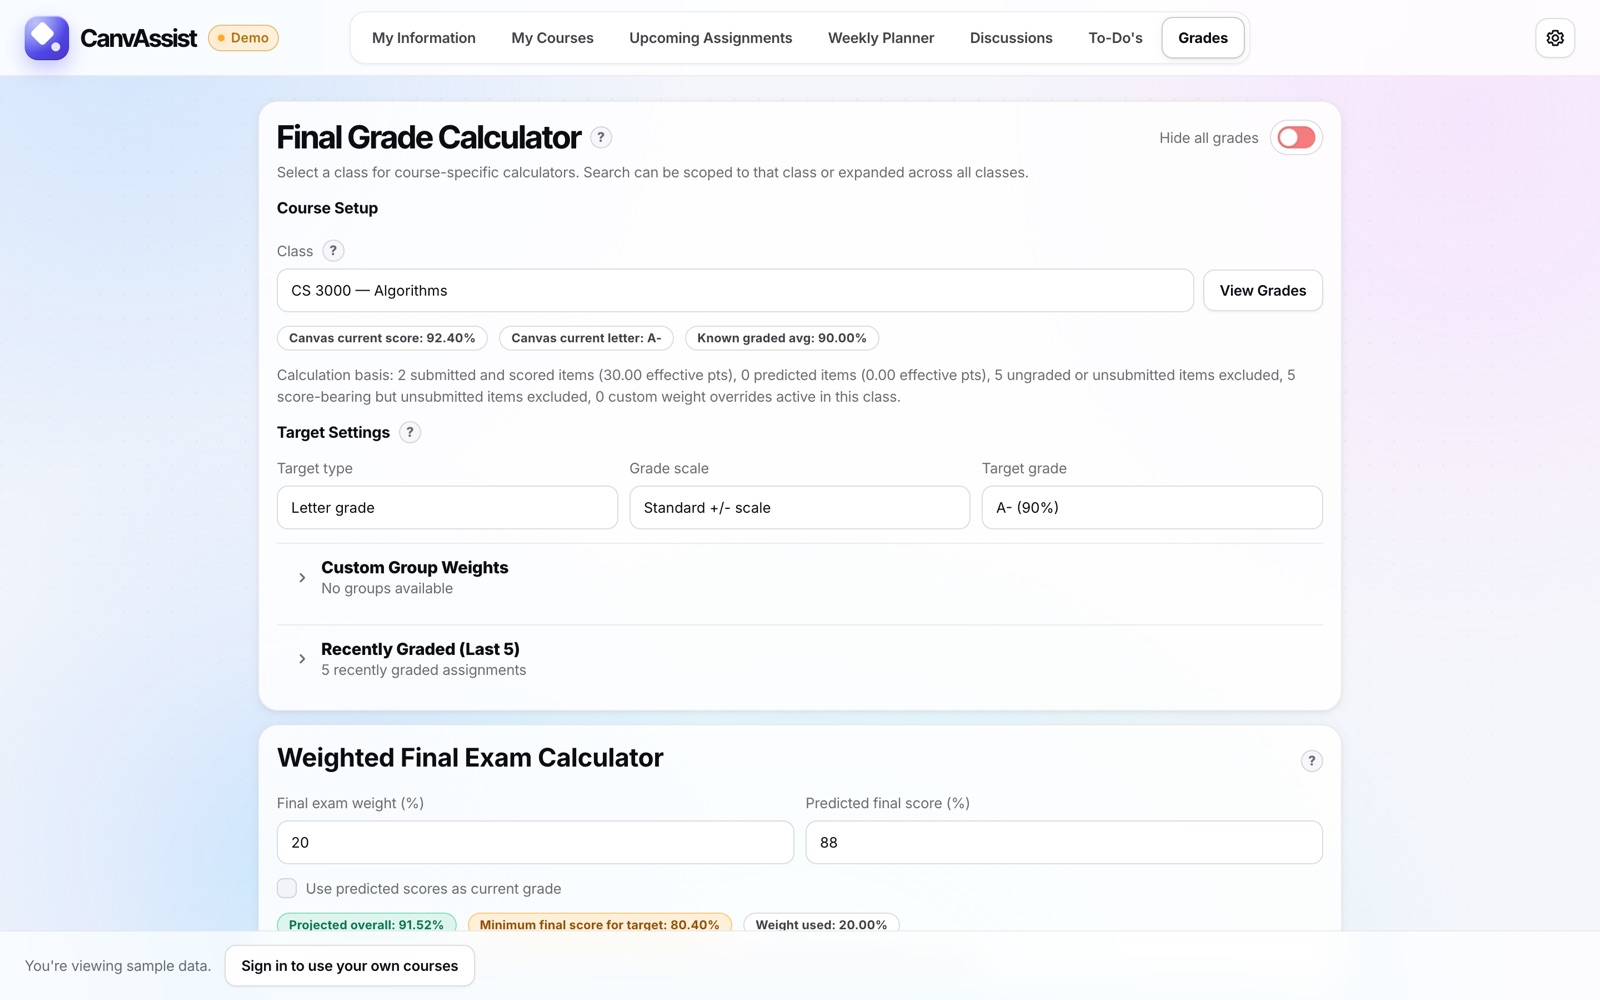 CanvAssist
Demo
My Information
My Courses
Upcoming Assignments
Weekly Planner
Discussions
To-Do's
Grades
Final Grade Calculator ?
Hide all grades
Select a class for course-specific calculators. Search can be scoped to that class or expanded across all classes.
Course Setup
Class ?
CS 3000 — Algorithms
View Grades
Canvas current score: 92.40%
Canvas current letter: A-
Known graded avg: 90.00%
Calculation basis: 2 submitted and scored items (30.00 effective pts), 0 predicted items (0.00 effective pts), 5 ungraded or unsubmitted items excluded, 5
score-bearing but unsubmitted items excluded, 0 custom weight overrides active in this class.
Target Settings ?
Target type
Grade scale
Target grade
Letter grade
Standard +/- scale
A- (90%)
Custom Group Weights
No groups available
Recently Graded (Last 5)
5 recently graded assignments
Weighted Final Exam Calculator
?
Final exam weight (%)
Predicted final score (%)
20
88
Use predicted scores as current grade
Projected overall: 91.52%
Minimum final score for target: 80.40%
Weight used: 20.00%
You're viewing sample data.
Sign in to use your own courses